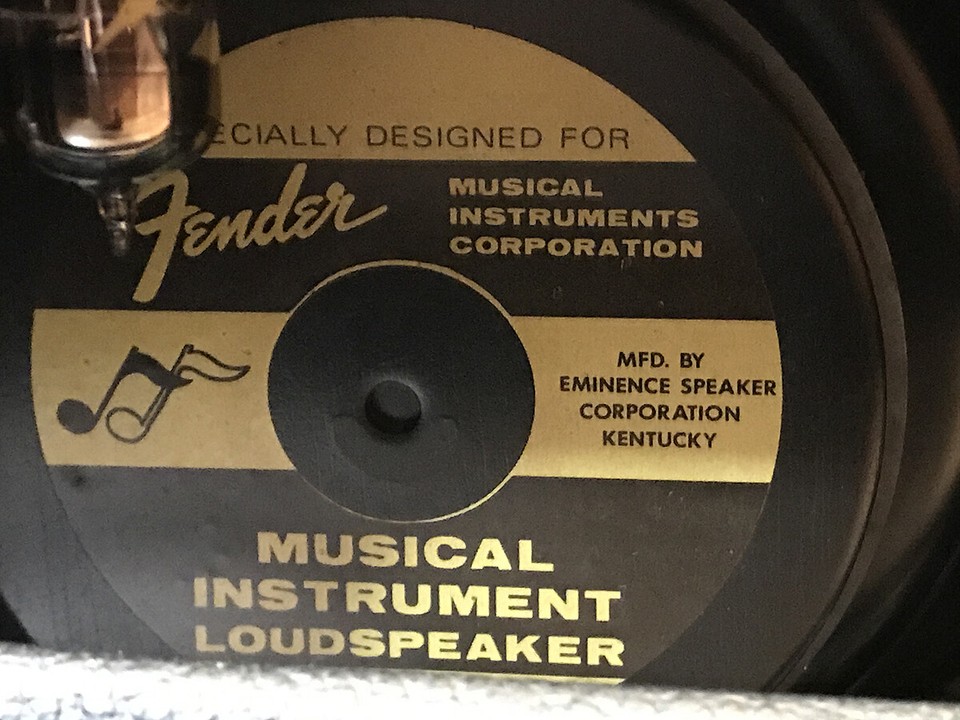 ECIALLY DESIGNED FOR
Fender
MUSICAL
INSTRUMENTS
CORPORATION
MFD. BY
EMINENCE SPEAKER
CORPORATION
KENTUCKY
MUSICAL
INSTRUMENT
LOUDSPEAKER